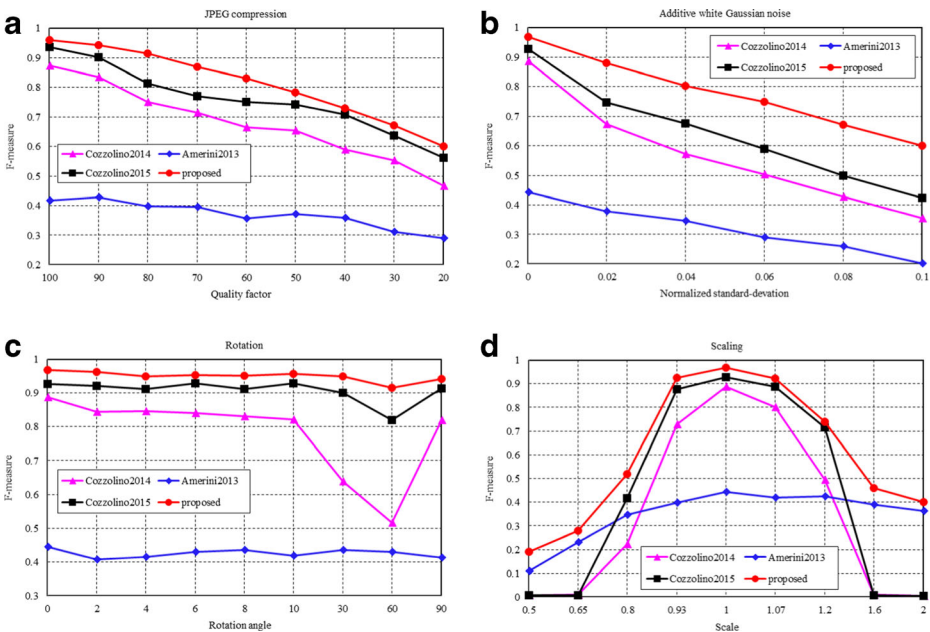 a
JPEG compression
F-measure
1
0.9
0.8
0.7
0.6
0.5
0.4
0.3
0.2
Cozzolino2014 Amerini2013
Cozzolino2015 proposed
100 90 80 70 60 50 40 30 20
Quality factor
b
Additive white Gaussian noise
F-measure
1
0.9
0.8
0.7
0.6
0.5
0.4
0.3
0.2
Cozzolino2014 Amerini2013
Cozzolino2015 proposed
0 0.02 0.04 0.06 0.08 0.1
Normalized standard-devation
c
Rotation
F-measure
1
0.9
0.8
0.7
0.6
0.5
0.4
0.3
Cozzolino2014 Amerini2013
Cozzolino2015 proposed
0 2 4 6 8 10 30 60 90
Rotation angle
d
Scaling
F-measure
1
0.9
0.8
0.7
0.6
0.5
0.4
0.3
0.2
0.1
0
Cozzolino2014 Amerini2013
Cozzolino2015 proposed
0.5 0.65 0.8 0.93 1 1.07 1.2 1.6 2
Scale